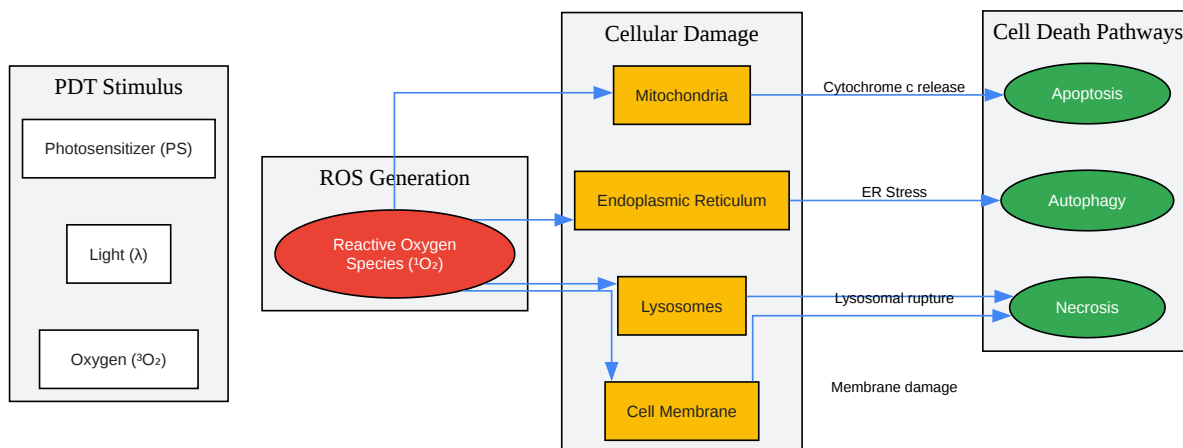 PDT Stimulus
Photosensitizer (PS)
Light (λ)
Oxygen (³O₂)
ROS Generation
Reactive Oxygen
Species (¹O₂)
Cellular Damage
Mitochondria
Endoplasmic Reticulum
Lysosomes
Cell Membrane
Cytochrome c release
ER Stress
Lysosomal rupture
Membrane damage
Cell Death Pathways
Apoptosis
Autophagy
Necrosis